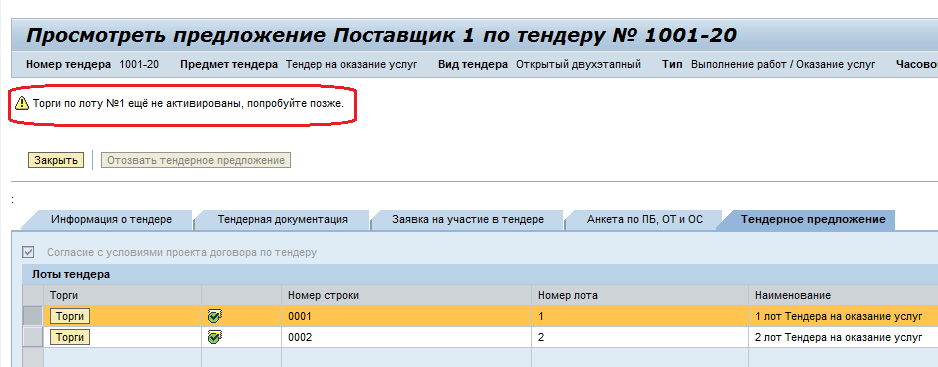 Просмотреть предложение Поставщик 1 по тендеру № 1001-20
Номер тендера 1001-20 Предмет тендера Тендер на оказание услуг Вид тендера Открытый двухэтапный Тип Выполнение работ / Оказание услуг Часово
Торги по лоту №1 ещё не активированы, попробуйте позже.
Закрыть Отозвать тендерное предложение
:
Информация о тендере Тендерная документация Заявка на участие в тендере Анкета по ПБ, ОТ и ОС Тендерное предложение
Согласие с условиями проекта договора по тендеру
Лоты тендера
Торги Номер строки Номер лота Наименование
Торги 0001 1 1 лот Тендера на оказание услуг
Торги 0002 2 2 лот Тендера на оказание услуг